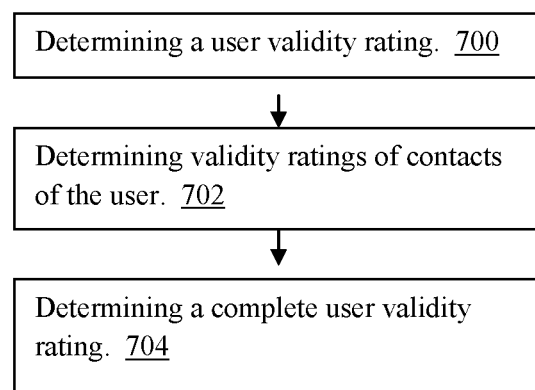 Determining a user validity rating. 700
Determining validity ratings of contacts
of the user. 702
Determining a complete user validity
rating. 704